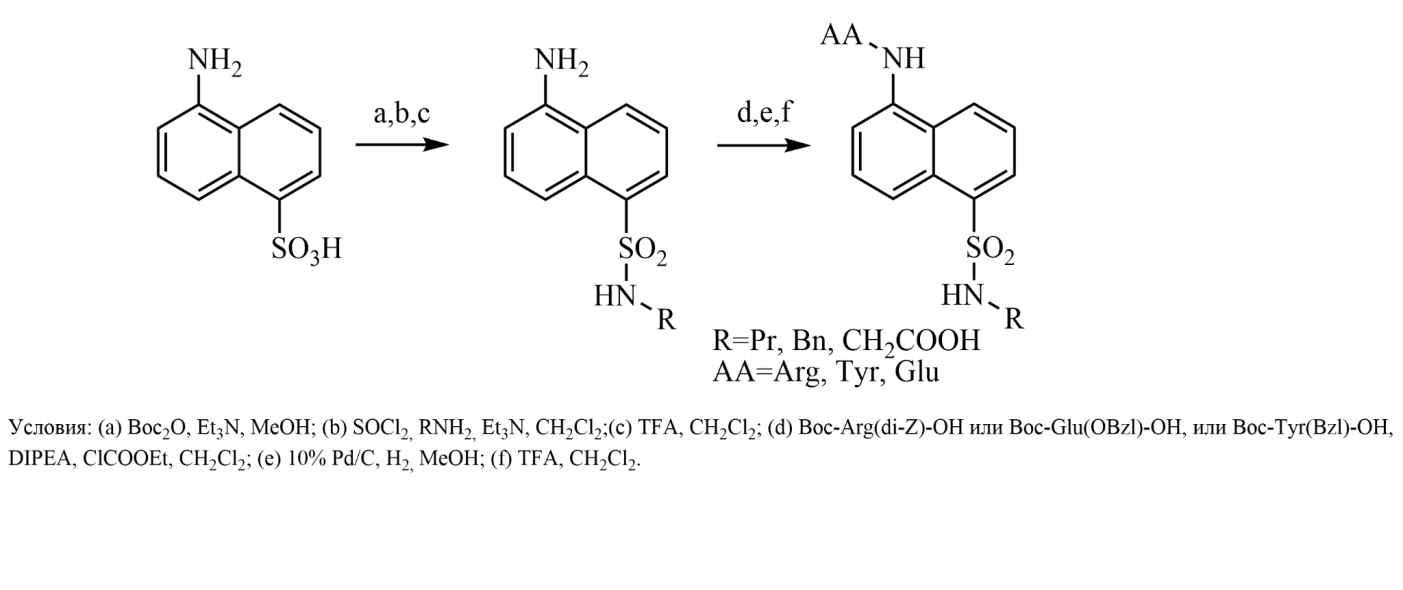 AA
NH
NH₂
NH₂
a,b,c
d,e,f
SO₃H
SO₂
SO₂
HN
HN
R
R
R=Pr, Bn, CH₂COOH
AA=Arg, Tyr, Glu
Условия: (a) Boc₂O, Et₃N, MeOH; (b) SOCl₂, RNH₂, Et₃N, CH₂Cl₂;(c) TFA, CH₂Cl₂; (d) Boc-Arg(di-Z)-OH или Boc-Glu(OBzl)-OH, или Boc-Tyr(Bzl)-OH,
DIPEA, ClCOOEt, CH₂Cl₂; (e) 10% Pd/C, H₂, MeOH; (f) TFA, CH₂Cl₂.